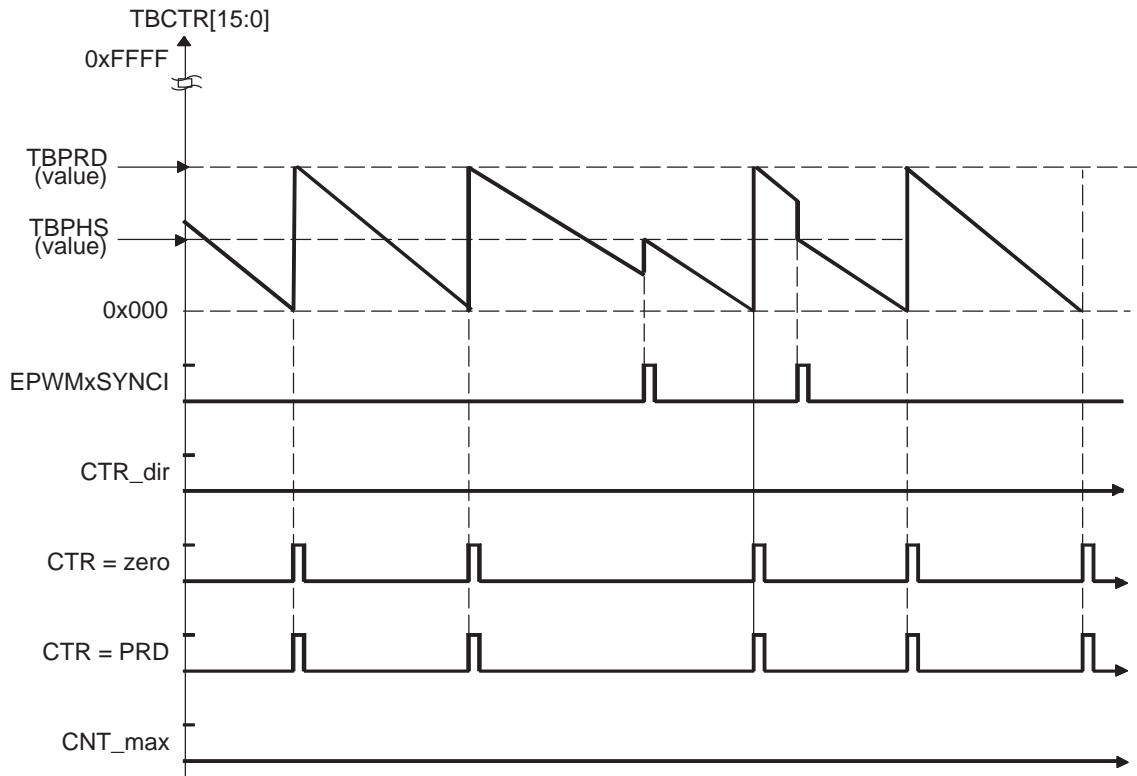 TBCTR[15:0]
0xFFFF
TBPRD
(value)
TBPHS
(value)
0x000
EPWMxSYNCI
CTR_dir
CTR = zero
CTR = PRD
CNT_max